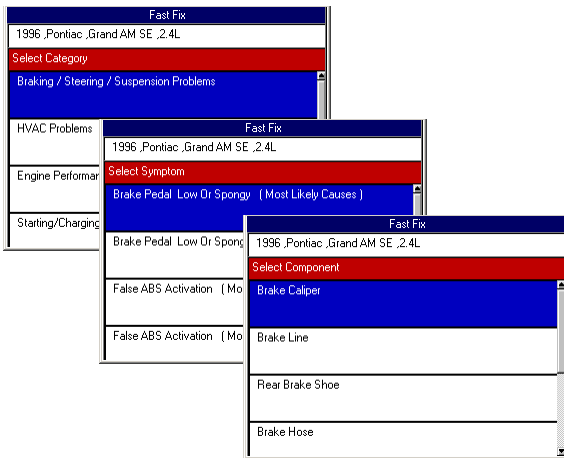 Fast Fix
1996 ,Pontiac ,Grand AM SE ,2.4L
Select Category
Braking / Steering / Suspension Problems
HVAC Problems
Engine
Starting/Charging
Fast Fix
1996 ,Pontiac ,Grand AM SE ,2.4L
Select Symptom
Brake Pedal Low Or Spongy ( Most Likely Causes )
Brake Pedal Low Or
False ABS Activation (
False ABS Activation (
Fast Fix
1996 ,Pontiac ,Grand AM SE ,2.4L
Select Component
Brake Caliper
Brake Line
Rear Brake Shoe
Brake Hose